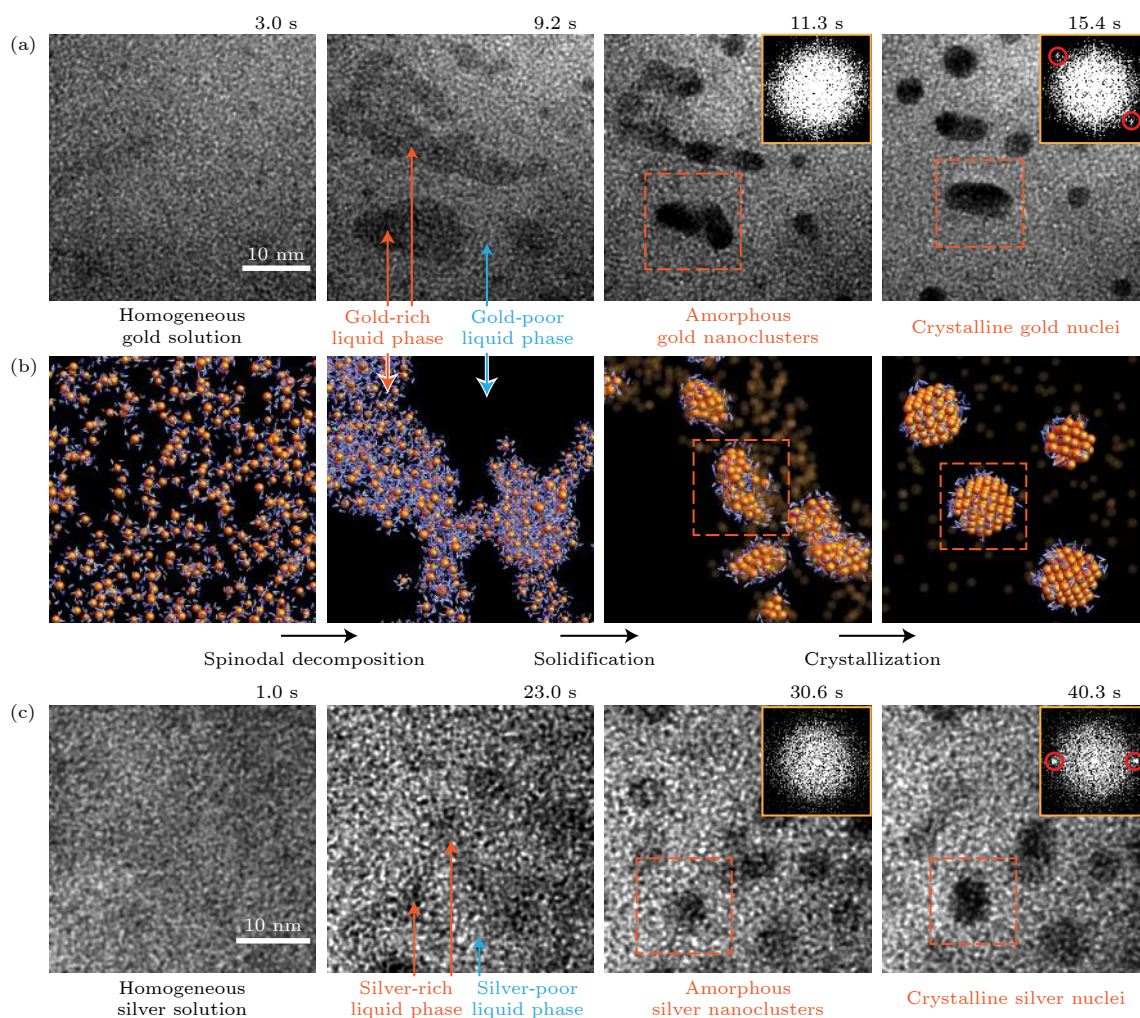 3.0 s
9.2 s
11.3 s
15.4 s
(a)
10 nm
Homogeneous
gold solution
Gold-rich
liquid phase
Gold-poor
liquid phase
Amorphous
gold nanoclusters
Crystalline gold nuclei
(b)
Spinodal decomposition
Solidification
Crystallization
1.0 s
23.0 s
30.6 s
40.3 s
(c)
10 nm
Homogeneous
silver solution
Silver-rich
liquid phase
Silver-poor
liquid phase
Amorphous
silver nanoclusters
Crystalline silver nuclei